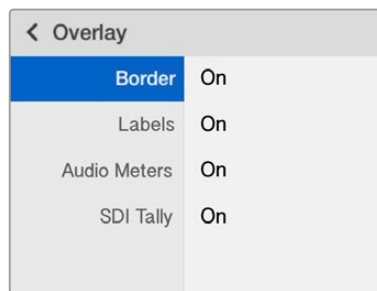 Overlay
Border On
Labels On
Audio Meters On
SDI Tally On